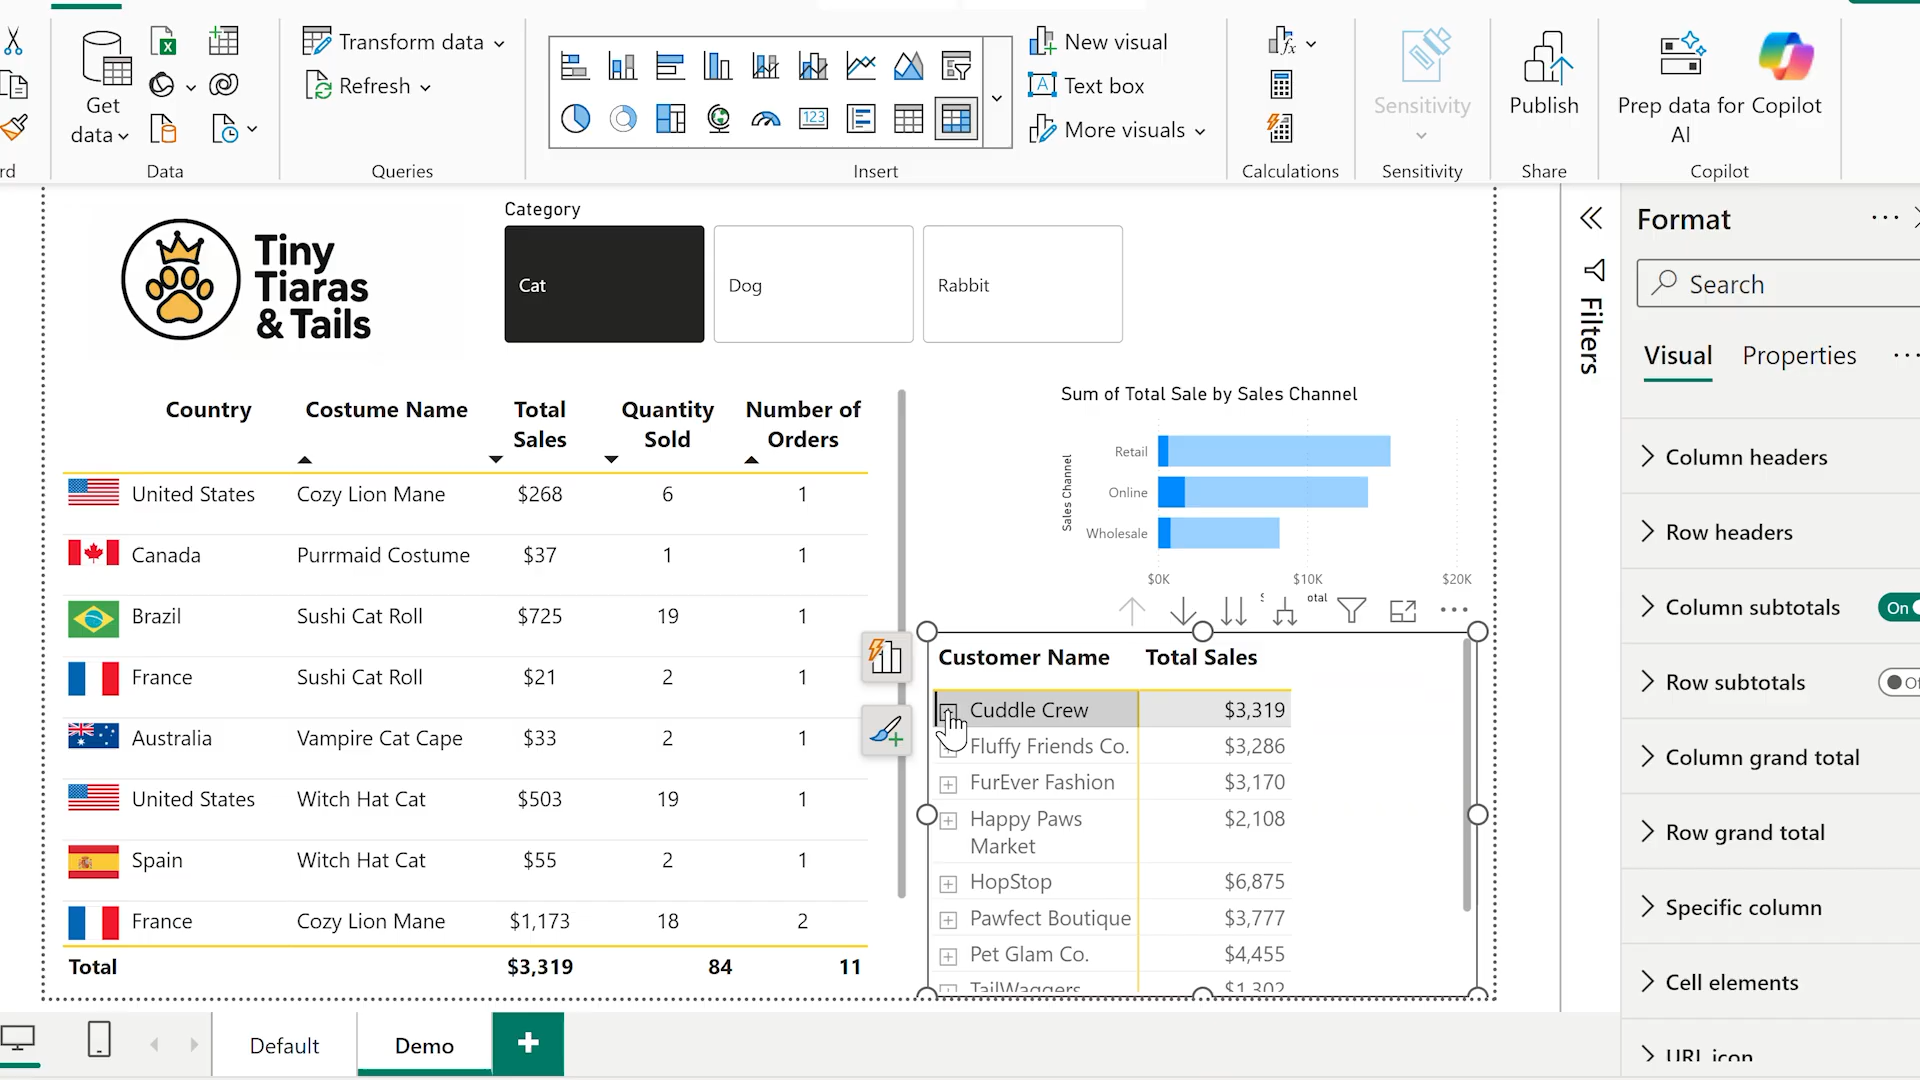 Transform data
Refresh
Get
data
New visual
Text box
More visuals
Sensitivity
Publish
Prep data for
AI
Copilot
123
rd
Data
Queries
Insert
Calculations
Sensitivity
Share
Copilot
Tiny
Tiaras
& Tails
Category
Cat
Dog
Rabbit
Country
Costume Name
Total
Sales
Quantity
Sold
Number of
Orders
United States Cozy Lion Mane $268 6 1
Canada Purrmaid Costume $37 1 1
Brazil Sushi Cat Roll $725 19 1
France Sushi Cat Roll $21 2 1
Australia Vampire Cat Cape $33 2 1
United States Witch Hat Cat $503 19 1
Spain Witch Hat Cat $55 2 1
France Cozy Lion Mane $1,173 18 2
Total $3,319 84 11
Sum of Total Sale by Sales Channel
Sales Channel
Retail
Online
Wholesale
$0K $10K $20K
otal
Customer Name Total Sales
Cuddle Crew $3,319
Fluffy Friends Co. $3,286
FurEver Fashion $3,170
Happy Paws
Market
$2,108
HopStop $6,875
Pawfect Boutique $3,777
Pet Glam Co. $4,455
TailWaggers $1,302
Filters
Format
Search
Visual Properties
Column headers
Row headers
Column subtotals On
Row subtotals Of
Column grand total
Row grand total
Specific column
Cell elements
URL icon
Default
Demo